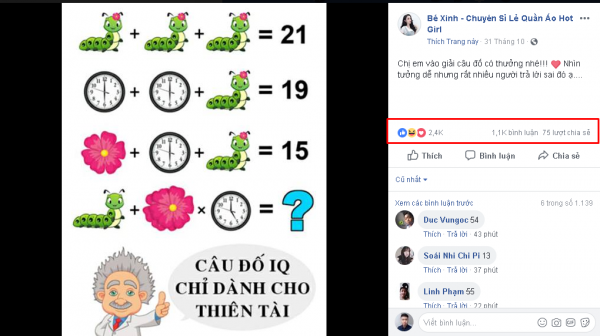 = 21
= 19
= 15
= ?
CÂU ĐỐ IQ
CHỈ DÀNH CHO
THIÊN TÀI
Bé Xinh - Chuyên Sỉ Lẻ Quần Áo Hot
Girl
Thích Trang này · 31 Tháng 10 ·
Chị em vào giải câu đố có thưởng nhé!!! Nhìn
tưởng dễ nhưng rất nhiều người trả lời sai đó ạ....
2,4K
1,1K bình luận 75 lượt chia sẻ
Thích Bình luận Chia sẻ
Cũ nhất
Xem các bình luận trước
6 trong số 1.139
Duc Vungoc 54
Thích · Trả lời · 43 phút
Soái Nhi Chi Pi 13
Thích · Trả lời · 37 phút
Linh Phạm 55
Thích · Trả lời · 22 phút
Viết bình luận...